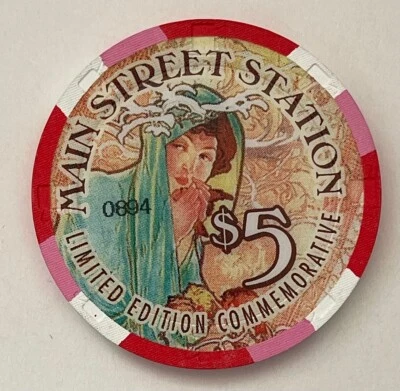 MAIN STREET STATION
0894
$5
LIMITED EDITION COMMEMORATIVE